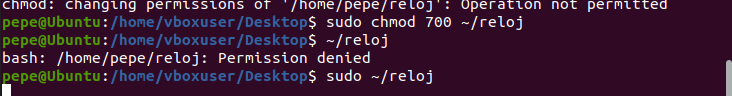 chmod: changing permissions of '/home/pepe/reloj': Operation not permitted
pepe@Ubuntu:/home/vboxuser/Desktop$ sudo chmod 700 ~/reloj
pepe@Ubuntu:/home/vboxuser/Desktop$ ~/reloj
bash: /home/pepe/reloj: Permission denied
pepe@Ubuntu:/home/vboxuser/Desktop$ sudo ~/reloj